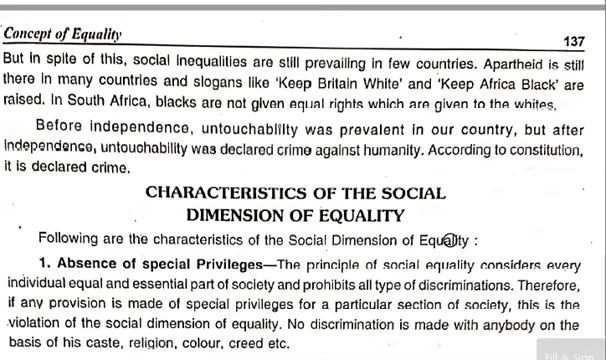 Concept of Equality
137
But in spite of this, social inequalities are still prevailing in few countries. Apartheid is still
there in many countries and slogans like 'Keep Britain White' and 'Keep Africa Black' are
raised. In South Africa, blacks are not given equal rights which are given to the whites.
Before independence, untouchability was prevalent in our country, but after
Independence, untouchability was declared crime against humanity. According to constitution,
it is declared crime.
CHARACTERISTICS OF THE SOCIAL
DIMENSION OF EQUALITY
Following are the characteristics of the Social Dimension of Equality :
1. Absence of special Privileges—The principle of social equality considers every
individual equal and essential part of society and prohibits all type of discriminations. Therefore,
if any provision is made of special privileges for a particular section of society, this is the
violation of the social dimension of equality. No discrimination is made with anybody on the
basis of his caste, religion, colour, creed etc.
Fill & Sign